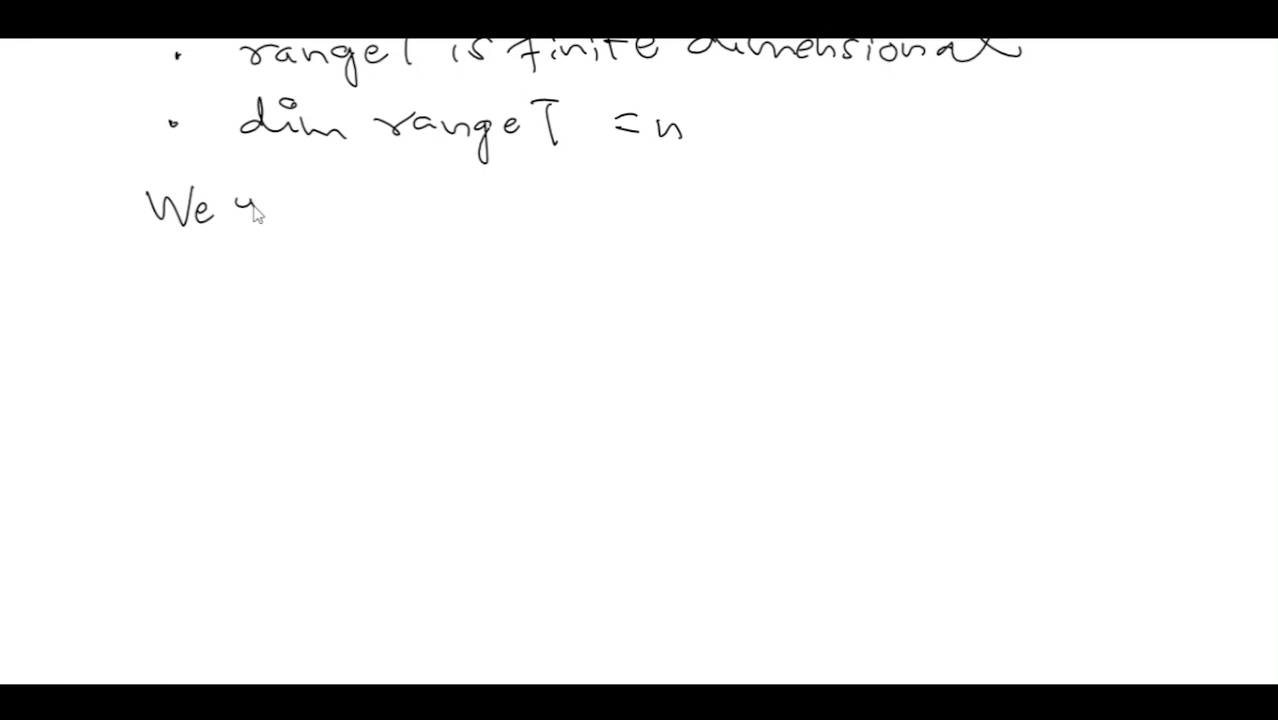 · range T is finite dimensional
· dim range T = n
We